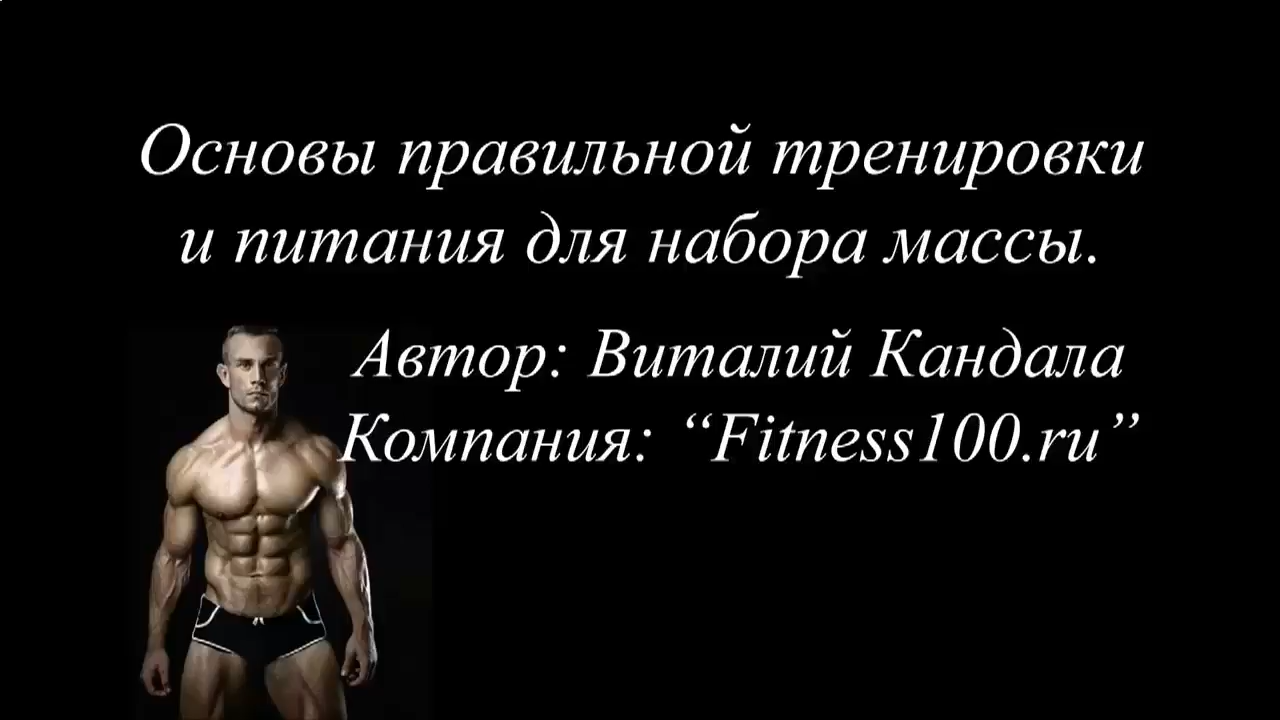 Основы правильной тренировки
и питания для набора массы.
Автор: Виталий Кандала
Компания: “Fitness100.ru”